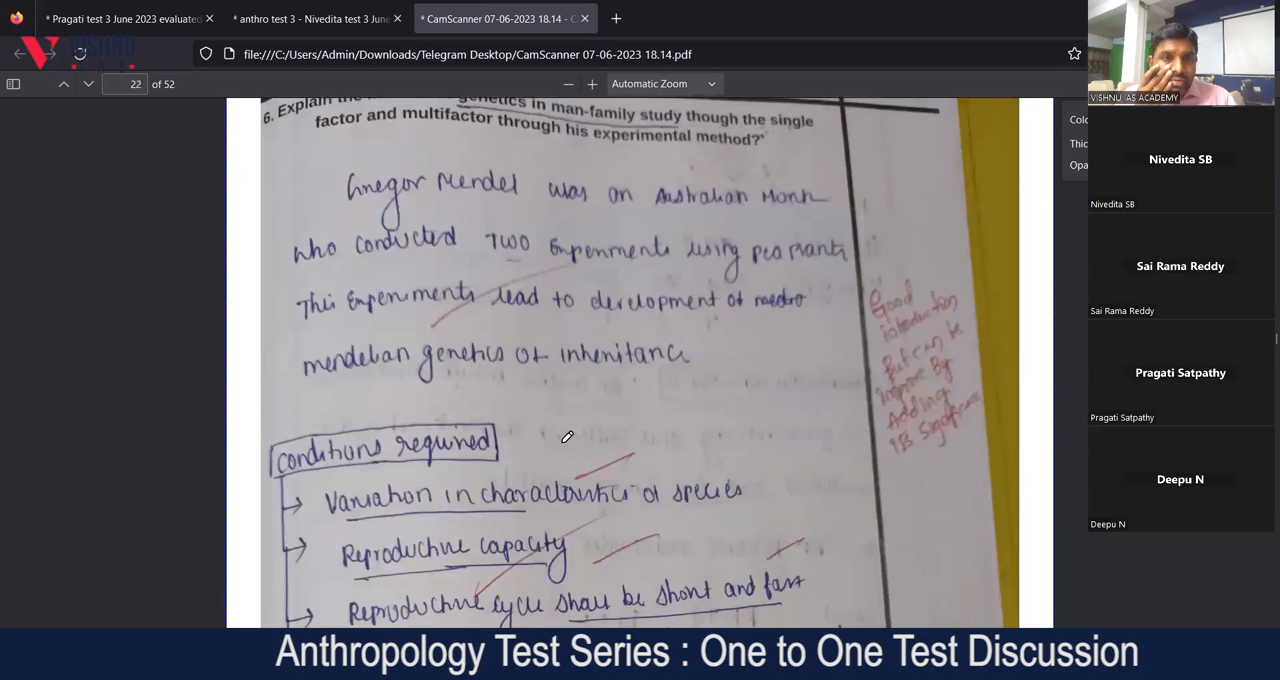 Pragati test 3 June 2023 evaluated
* anthro test 3 - Nivedita test 3 June
* CamScanner 07-06-2023 18.14 - C
VISHNU
IAS
file:///C:/Users/Admin/Downloads/Telegram Desktop/CamScanner 07-06-2023 18.14.pdf
22 of 52
Automatic Zoom
Colo
Thic
Opa
6. Explain the genetics in man-family study though the single
factor and multifactor through his experimental method?
Gregor Mendel was an Australian Monk
who conducted TWO Experiments using pea plants
This Experiments lead to development of
mendelian genetics of inheritance
Good
introduction
But can be
improve By
Adding
Conditions required
→ Variation in characteristics of species
→ Reproductive capacity
→ Reproductive cycle shall be short and fast
VISHNU IAS ACADEMY
Nivedita SB
Nivedita SB
Sai Rama Reddy
Sai Rama Reddy
Pragati Satpathy
Pragati Satpathy
Deepu N
Deepu N
Anthropology Test Series : One to One Test Discussion